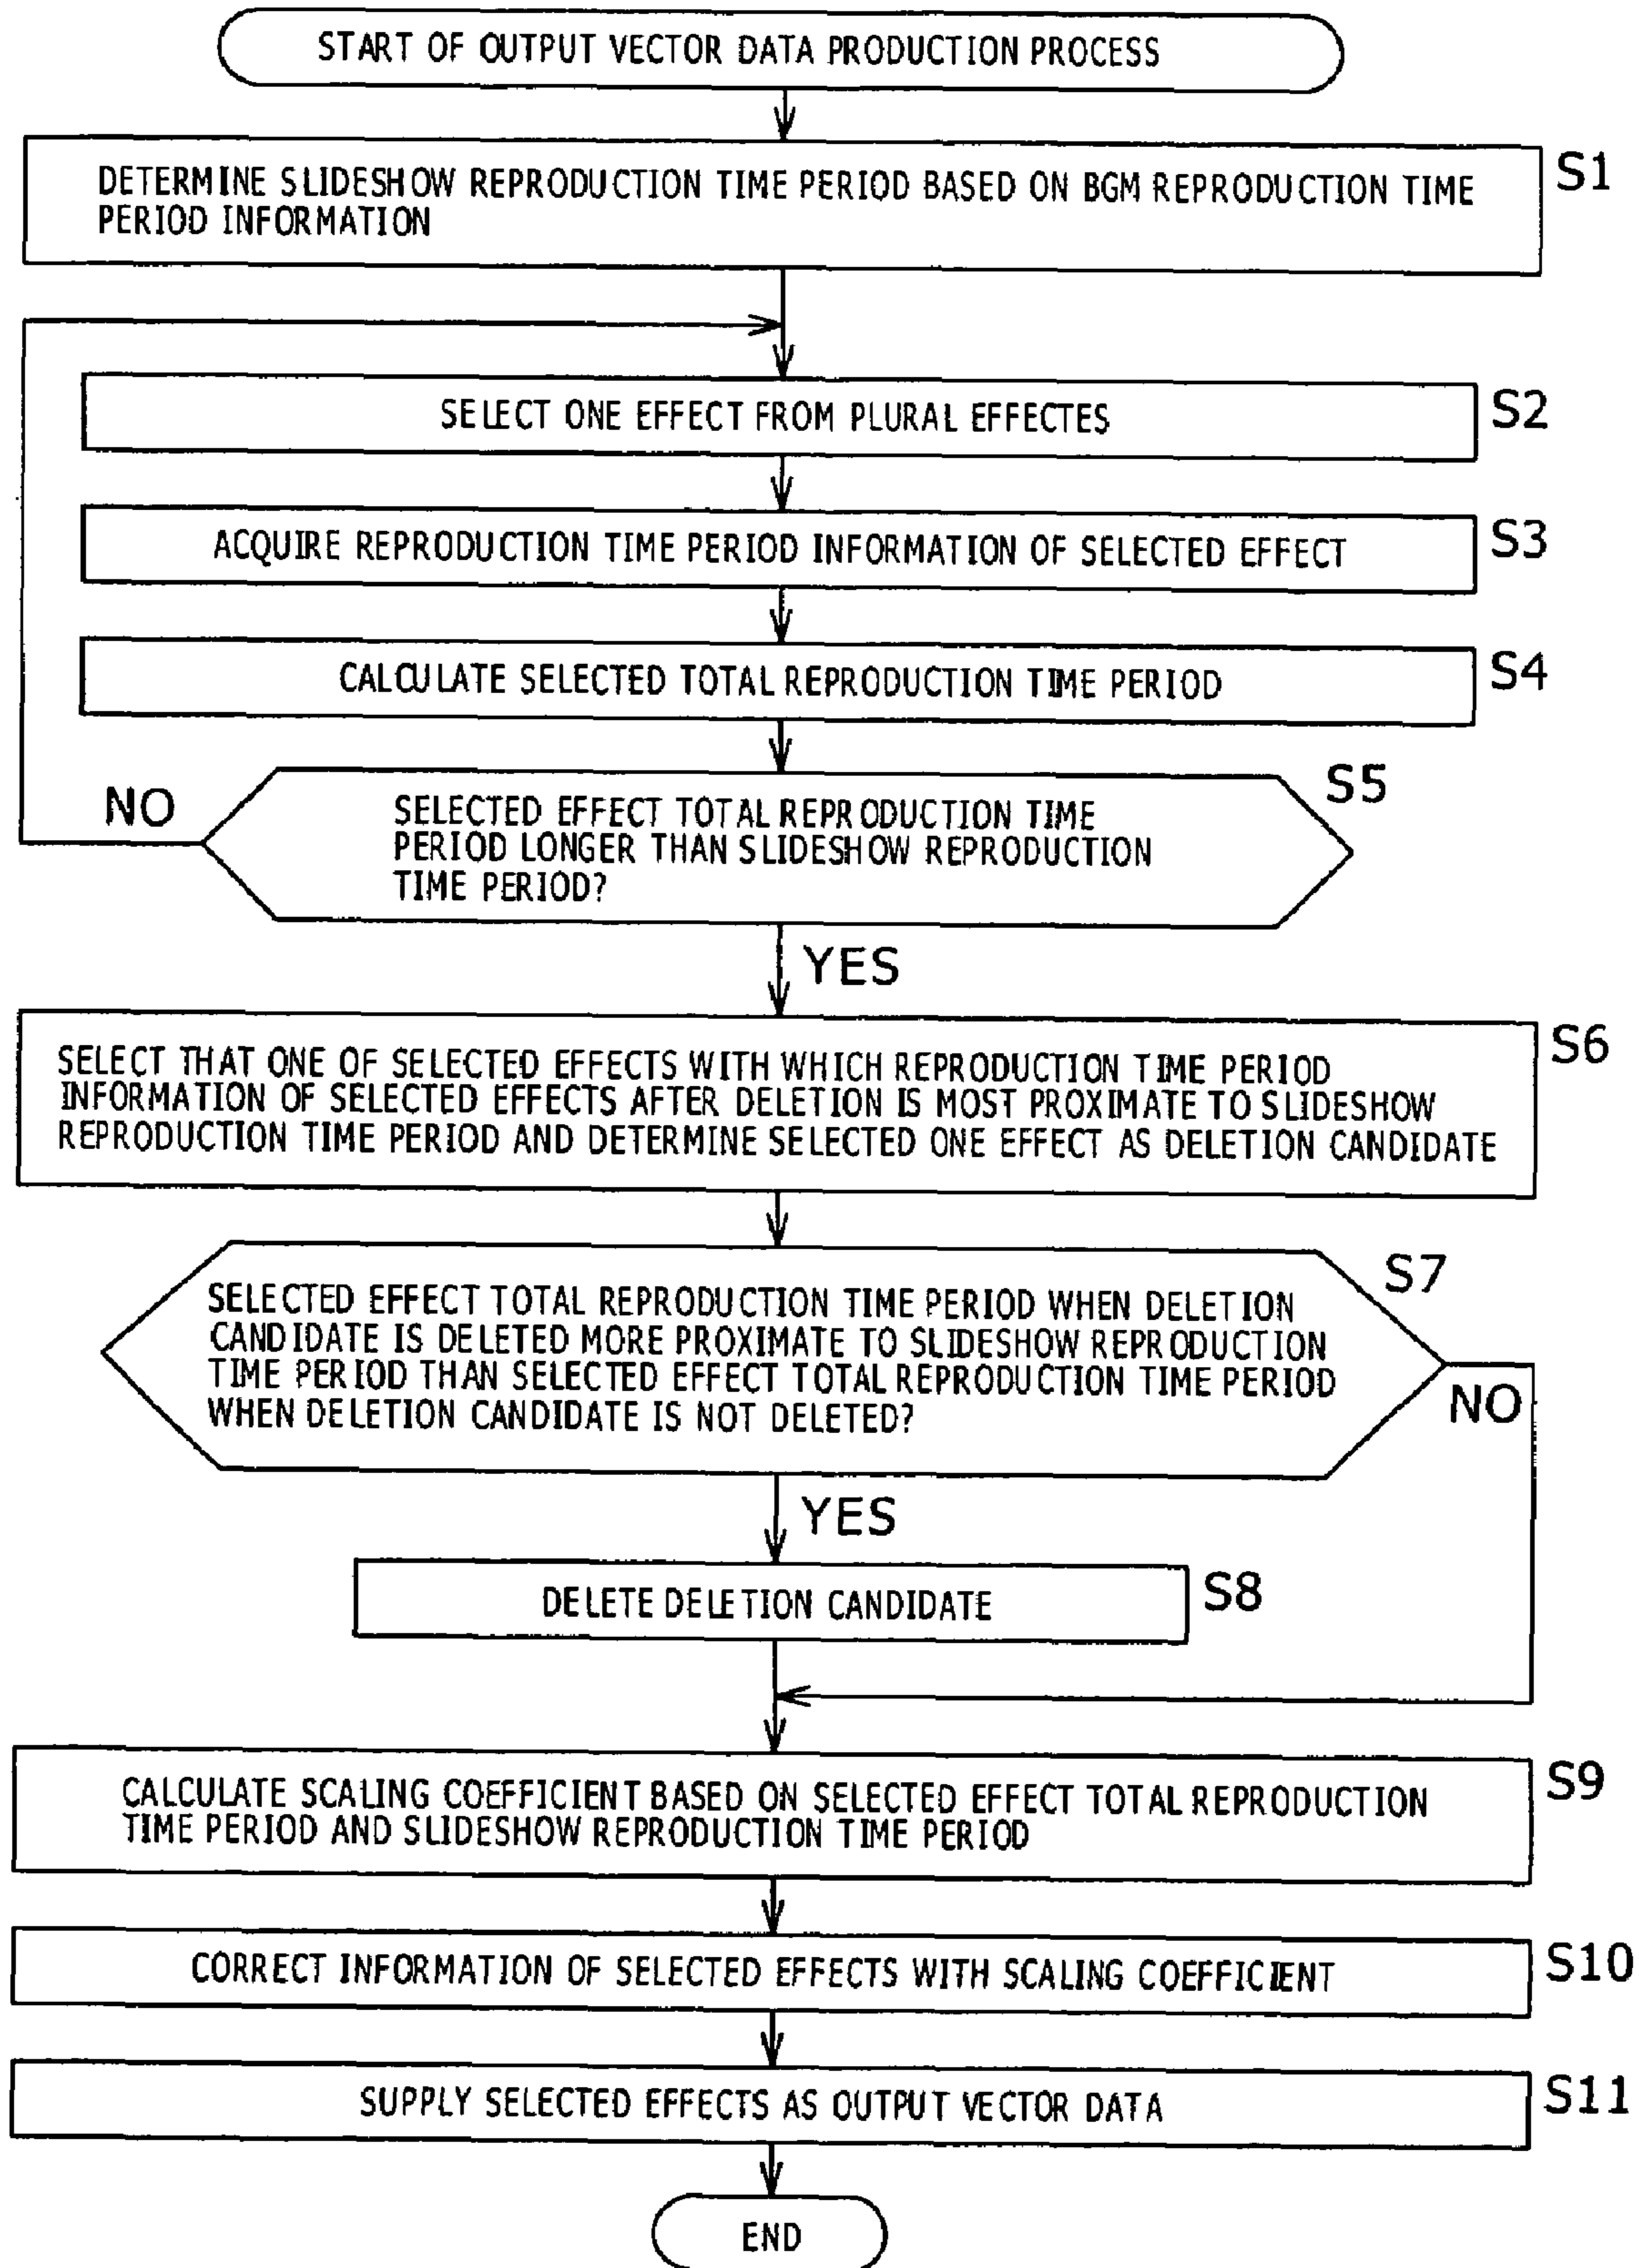 START OF OUTPUT VECTOR DATA PRODUCTION PROCESS
S1
DETERMINE SLIDESHOW REPRODUCTION TIME PERIOD BASED ON BGM REPRODUCTION TIME
PERIOD INFORMATION
S2
SELECT ONE EFFECT FROM PLURAL EFFECTES
S3
ACQUIRE REPRODUCTION TIME PERIOD INFORMATION OF SELECTED EFFECT
S4
CALCULATE SELECTED TOTAL REPRODUCTION TIME PERIOD
S5
NO
SELECTED EFFECT TOTAL REPRODUCTION TIME
PERIOD LONGER THAN SLIDESHOW REPRODUCTION
TIME PERIOD?
YES
S6
SELECT THAT ONE OF SELECTED EFFECTS WITH WHICH REPRODUCTION TIME PERIOD
INFORMATION OF SELECTED EFFECTS AFTER DELETION IS MOST PROXIMATE TO SLIDESHOW
REPRODUCTION TIME PERIOD AND DETERMINE SELECTED ONE EFFECT AS DELETION CANDIDATE
S7
SELECTED EFFECT TOTAL REPRODUCTION TIME PERIOD WHEN DELETION
CANDIDATE IS DELETED MORE PROXIMATE TO SLIDESHOW REPRODUCTION
TIME PERIOD THAN SELECTED EFFECT TOTAL REPRODUCTION TIME PERIOD
WHEN DELETION CANDIDATE IS NOT DELETED?
NO
YES
DELETE DELETION CANDIDATE
S8
S9
CALCULATE SCALING COEFFICIENT BASED ON SELECTED EFFECT TOTAL REPRODUCTION
TIME PERIOD AND SLIDESHOW REPRODUCTION TIME PERIOD
S10
CORRECT INFORMATION OF SELECTED EFFECTS WITH SCALING COEFFICIENT
S11
SUPPLY SELECTED EFFECTS AS OUTPUT VECTOR DATA
END